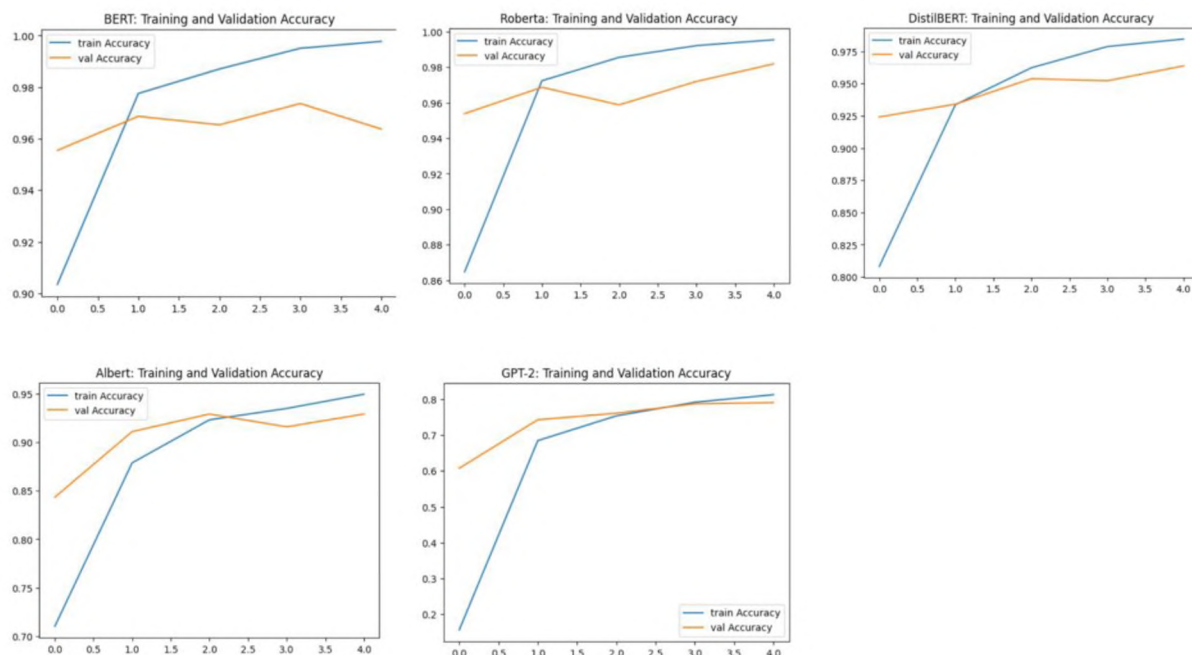 BERT: Training and Validation Accuracy
train Accuracy
val Accuracy
1.00
0.98
0.96
0.94
0.92
0.90
0.0 0.5 1.0 1.5 2.0 2.5 3.0 3.5 4.0
Roberta: Training and Validation Accuracy
train Accuracy
val Accuracy
1.00
0.98
0.96
0.94
0.92
0.90
0.88
0.86
0.0 0.5 1.0 1.5 2.0 2.5 3.0 3.5 4.0
DistilBERT: Training and Validation Accuracy
train Accuracy
val Accuracy
0.975
0.950
0.925
0.900
0.875
0.850
0.825
0.800
0.0 0.5 1.0 1.5 2.0 2.5 3.0 3.5 4.0
Albert: Training and Validation Accuracy
train Accuracy
val Accuracy
0.95
0.90
0.85
0.80
0.75
0.70
0.0 0.5 1.0 1.5 2.0 2.5 3.0 3.5 4.0
GPT-2: Training and Validation Accuracy
0.8
0.7
0.6
0.5
0.4
0.3
0.2
train Accuracy
val Accuracy
0.0 0.5 1.0 1.5 2.0 2.5 3.0 3.5 4.0